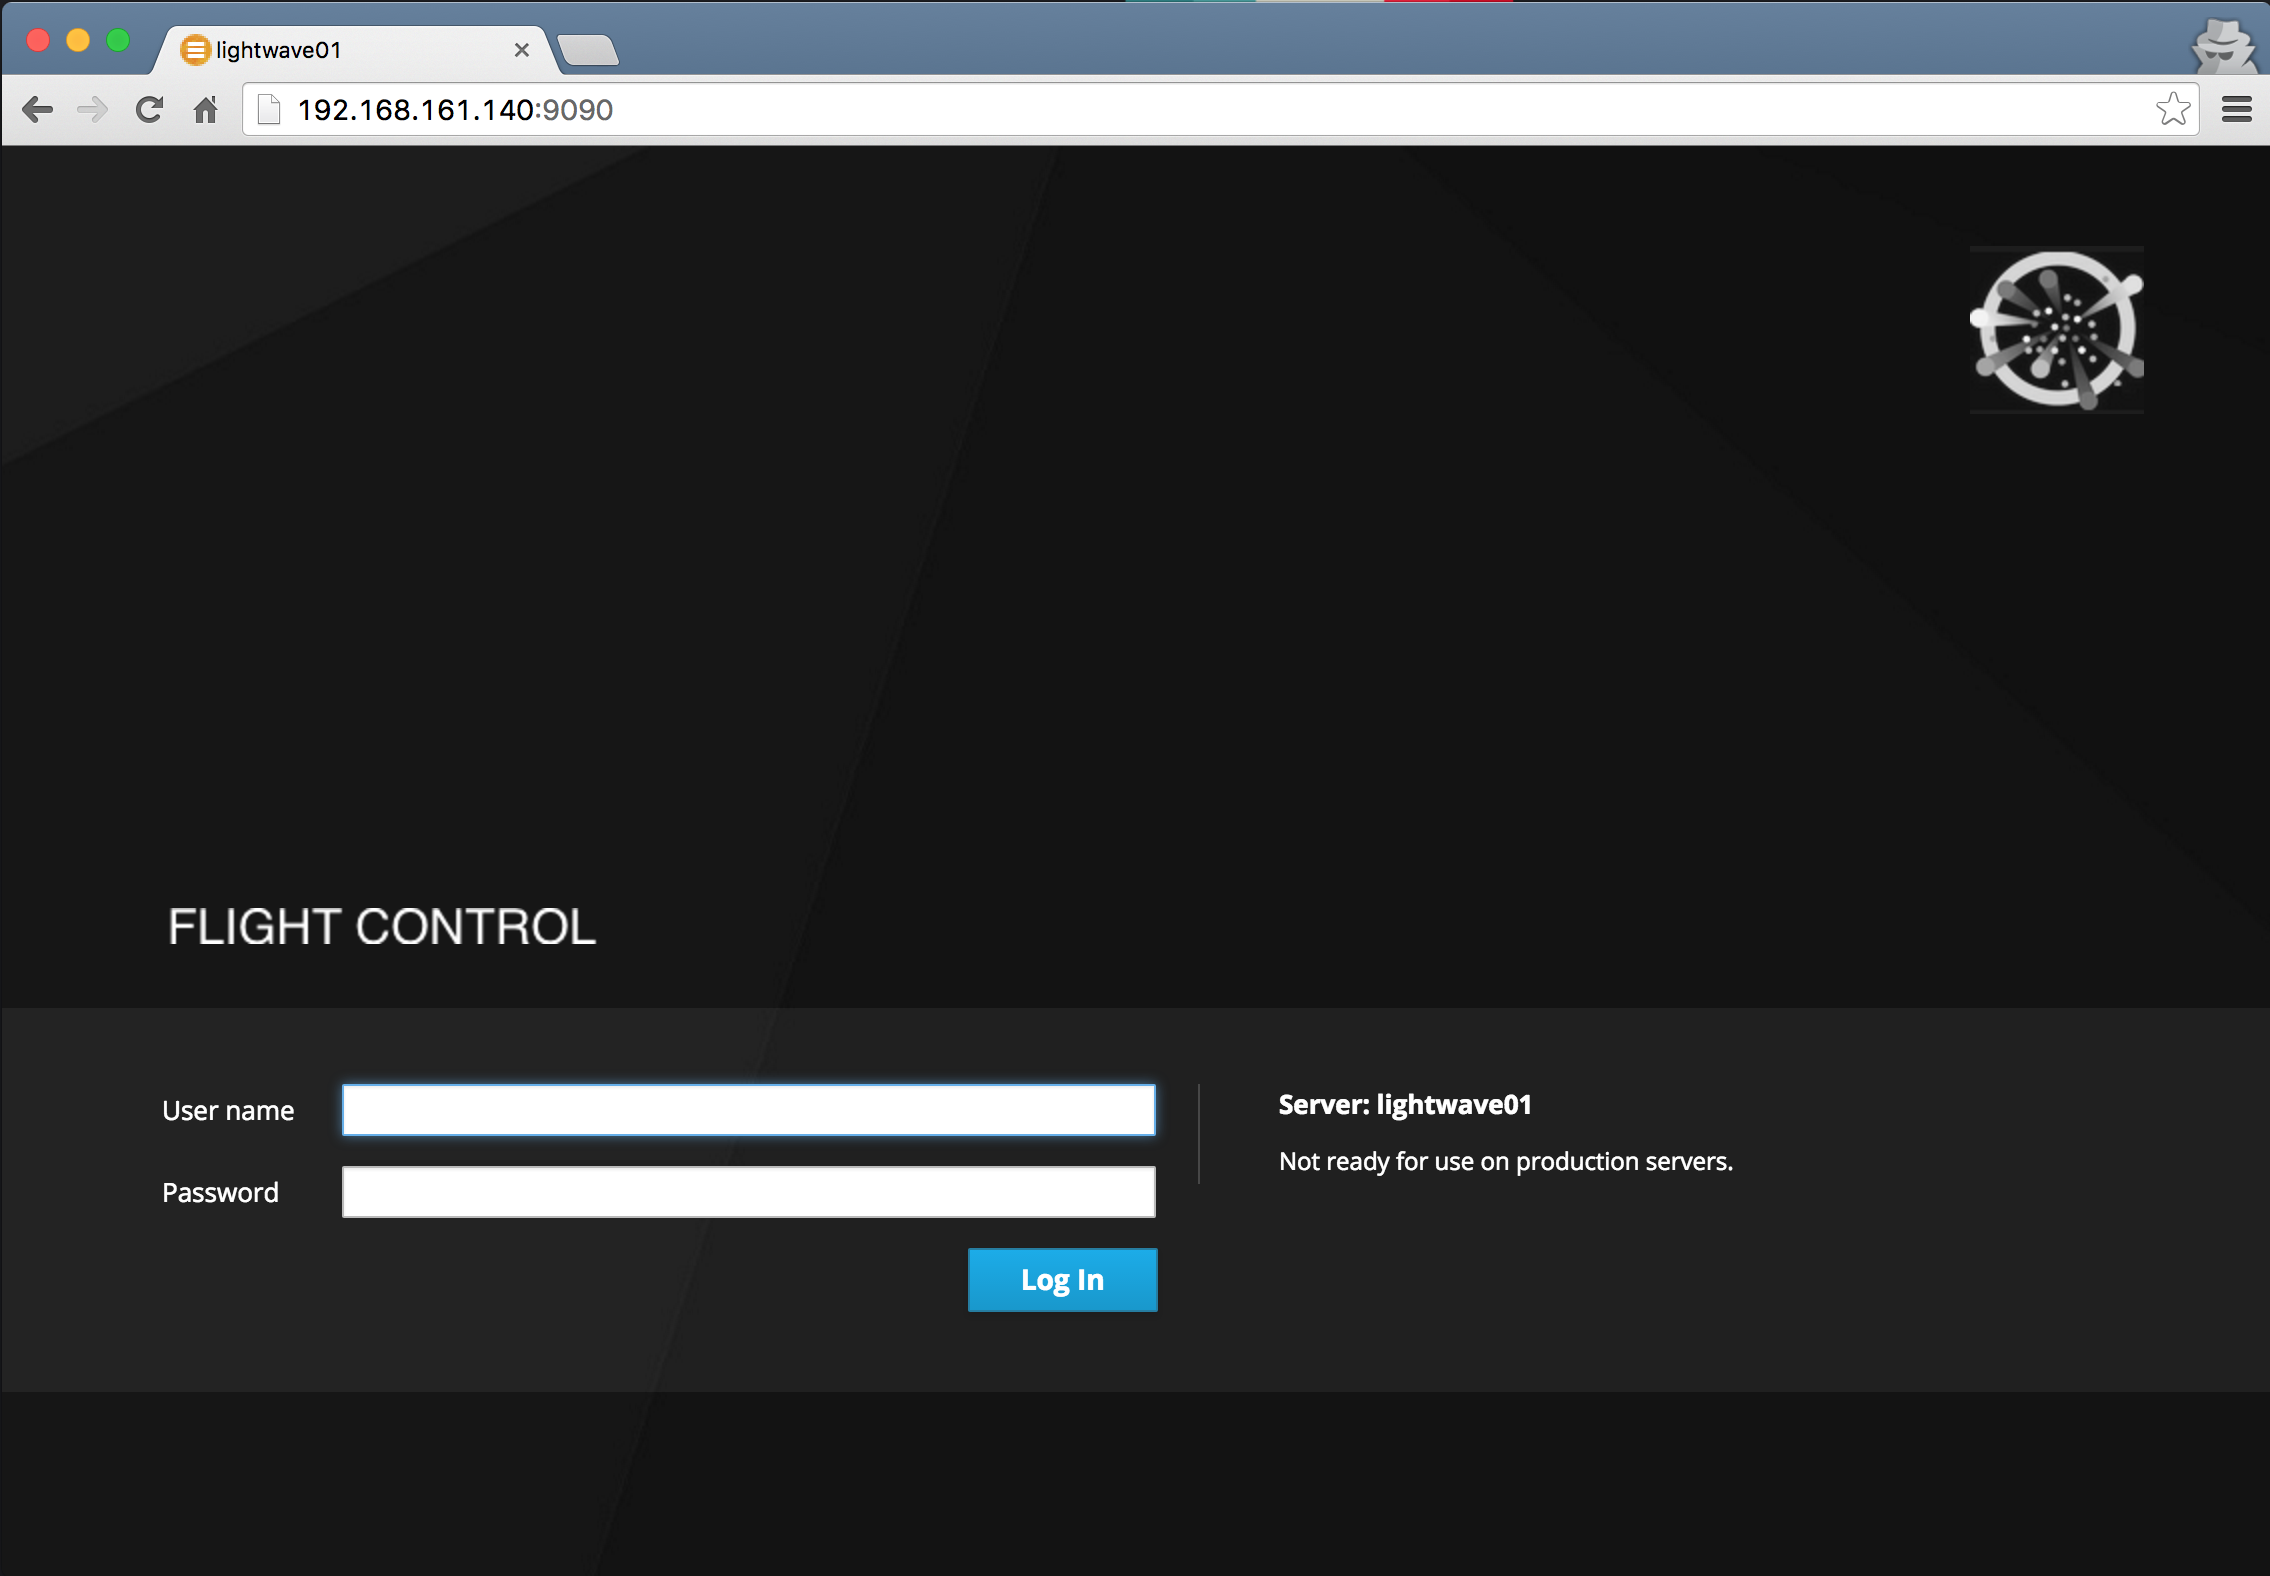 lightwave01
192.168.161.140:9090
FLIGHT CONTROL
User name
Password
Log In
Server: lightwave01
Not ready for use on production servers.